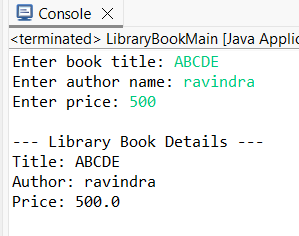 Console
<terminated> LibraryBookMain [Java Applic
Enter book title: ABCDE
Enter author name: ravindra
Enter price: 500
--- Library Book Details ---
Title: ABCDE
Author: ravindra
Price: 500.0